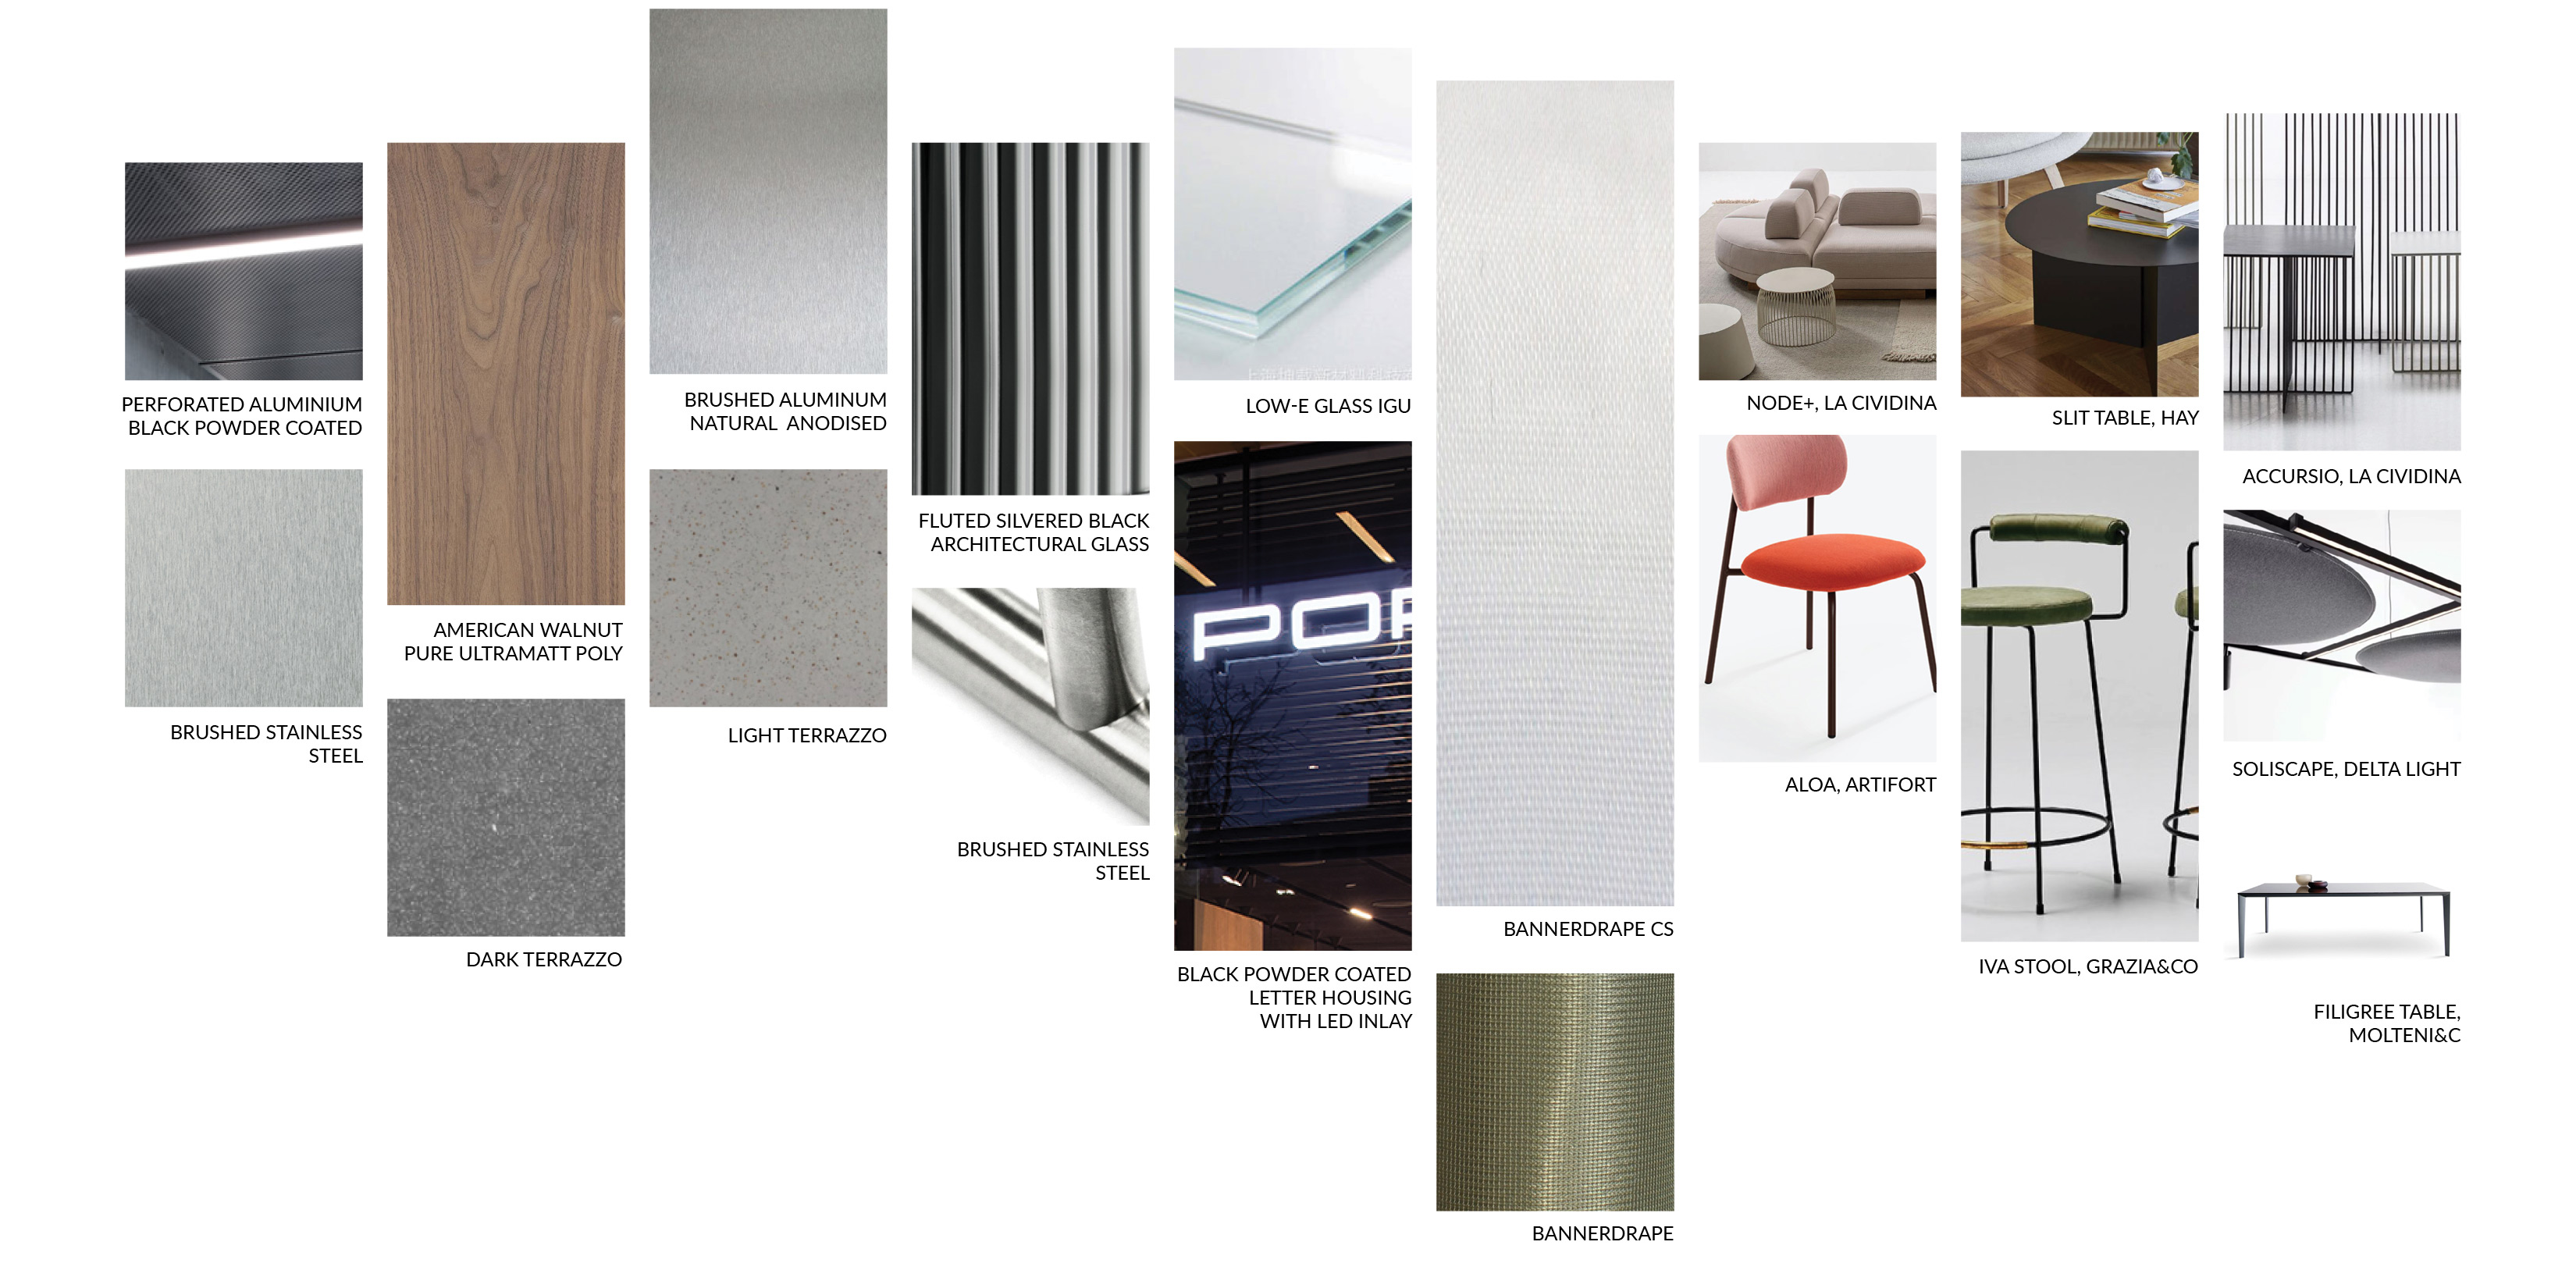 PERFORATED ALUMINIUM
BLACK POWDER COATED
BRUSHED STAINLESS
STEEL
AMERICAN WALNUT
PURE ULTRAMATT POLY
DARK TERRAZZO
BRUSHED ALUMINUM
NATURAL ANODISED
LIGHT TERRAZZO
FLUTED SILVERED BLACK
ARCHITECTURAL GLASS
BRUSHED STAINLESS
STEEL
LOW-E GLASS IGU
POR
BLACK POWDER COATED
LETTER HOUSING
WITH LED INLAY
BANNERDRAPE CS
BANNERDRAPE
NODE+, LA CIVIDINA
ALOA, ARTIFORT
SLIT TABLE, HAY
IVA STOOL, GRAZIA&CO
ACCURSIO, LA CIVIDINA
SOLISCAPE, DELTA LIGHT
FILIGREE TABLE,
MOLTENI&C